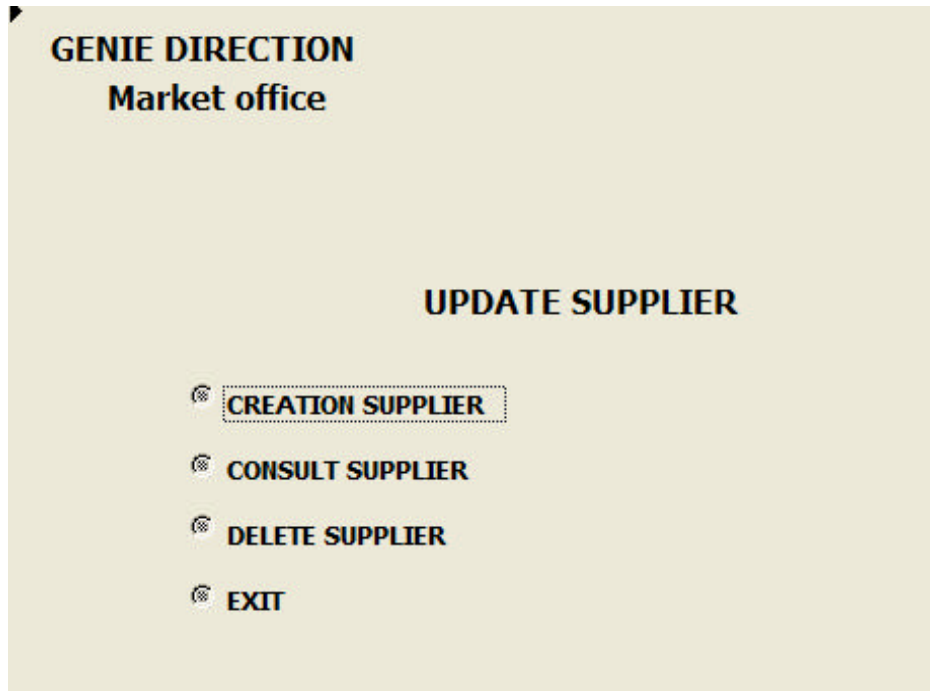 GENIE DIRECTION
Market office
UPDATE SUPPLIER
CREATION SUPPLIER
CONSULT SUPPLIER
DELETE SUPPLIER
EXIT